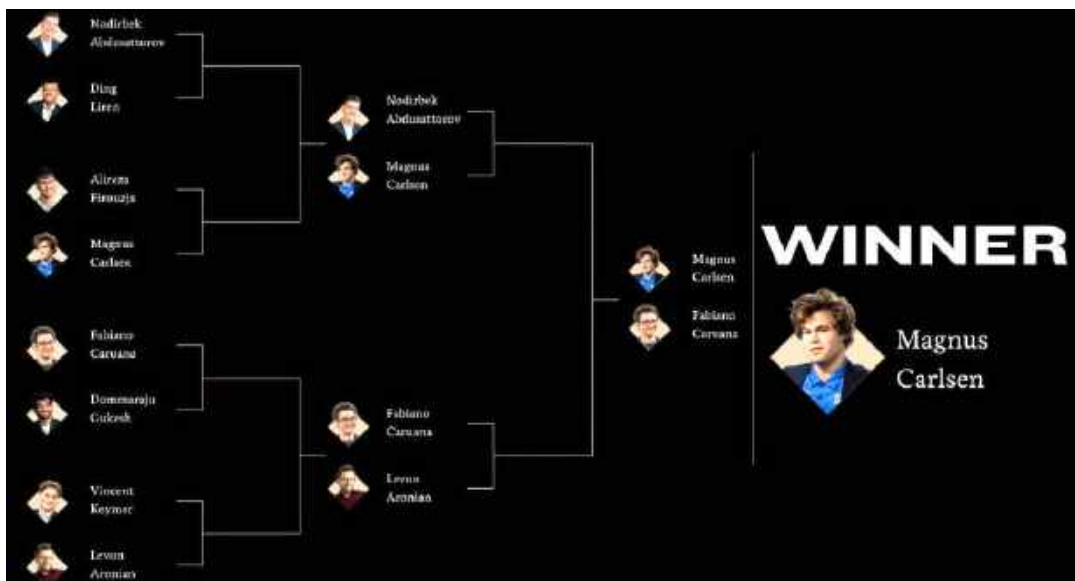 Nodirbek
Abdusattorov
Ding
Liren
Alireza
Firouzja
Magnus
Carlsen
Fabiano
Caruana
Dommaraju
Gukesh
Vincent
Keymer
Levon
Aronian
Nodirbek
Abdusattorov
Magnus
Carlsen
Fabiano
Caruana
Levon
Aronian
Magnus
Carlsen
Fabiano
Caruana
WINNER
Magnus
Carlsen